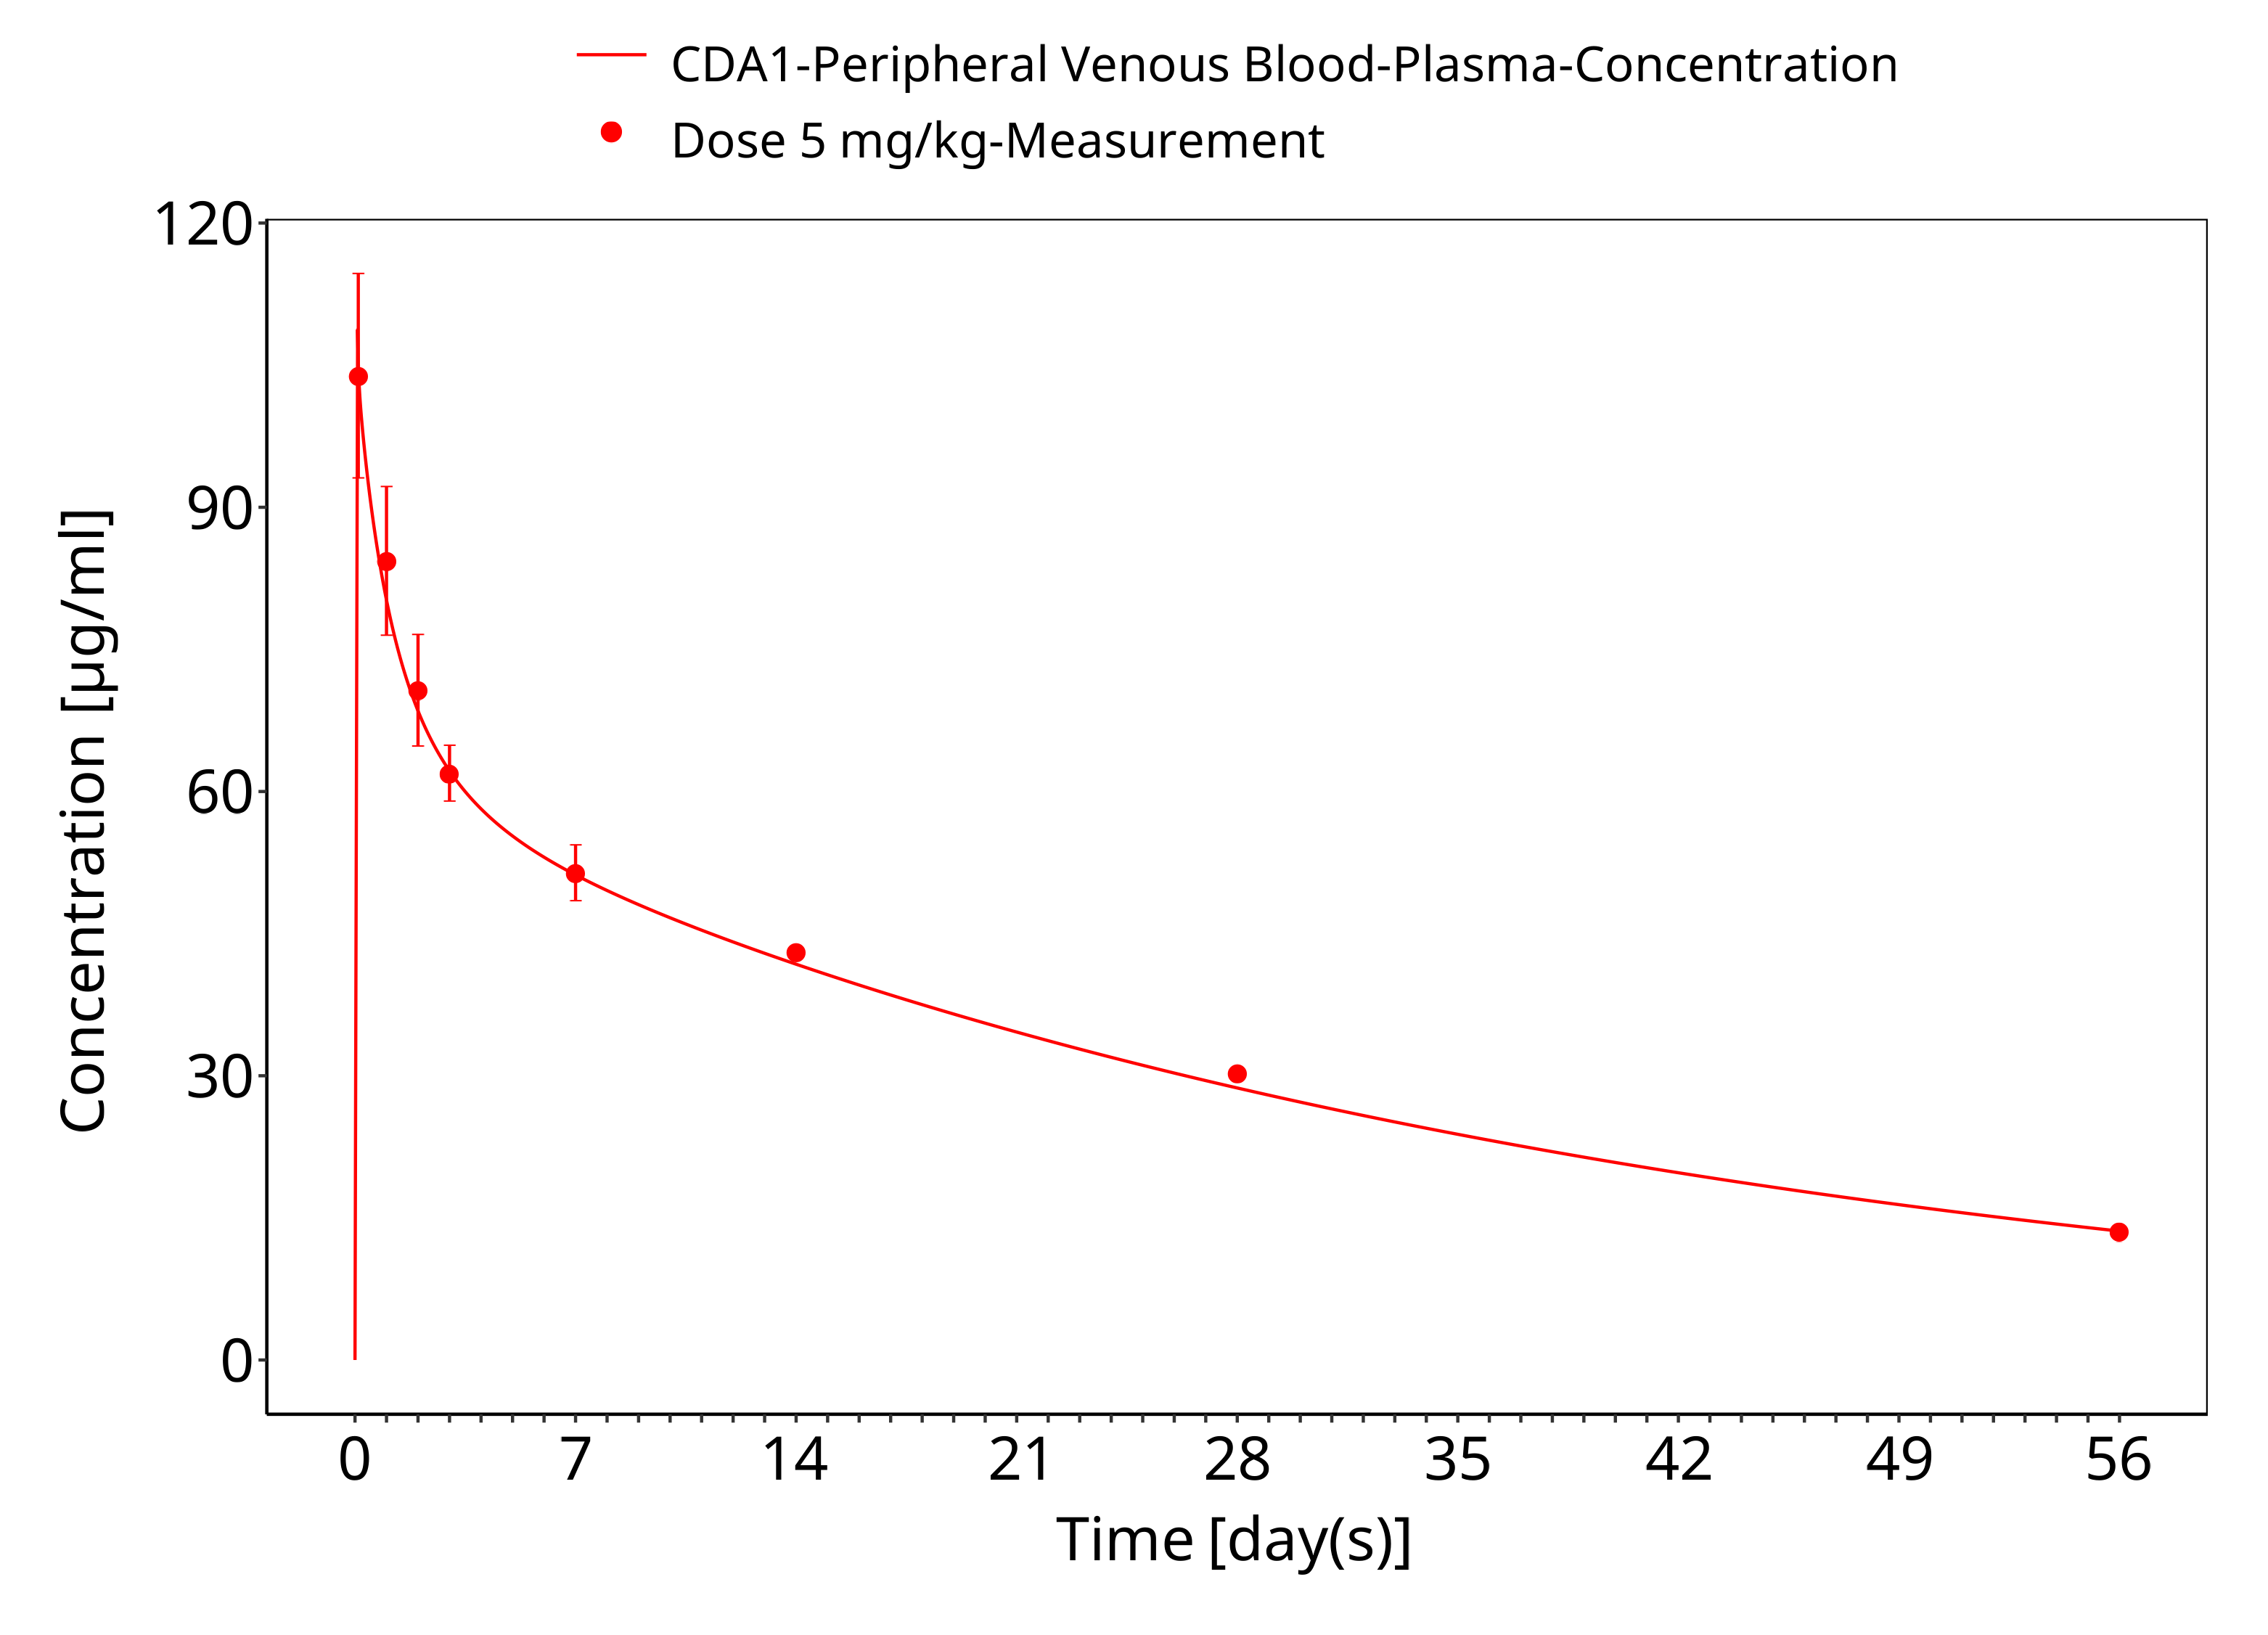 CDA1-Peripheral Venous Blood-Plasma-Concentration
Dose 5 mg/kg-Measurement
120
90
60
30
0
Concentration [µg/ml]
0 7 14 21 28 35 42 49 56
Time [day(s)]